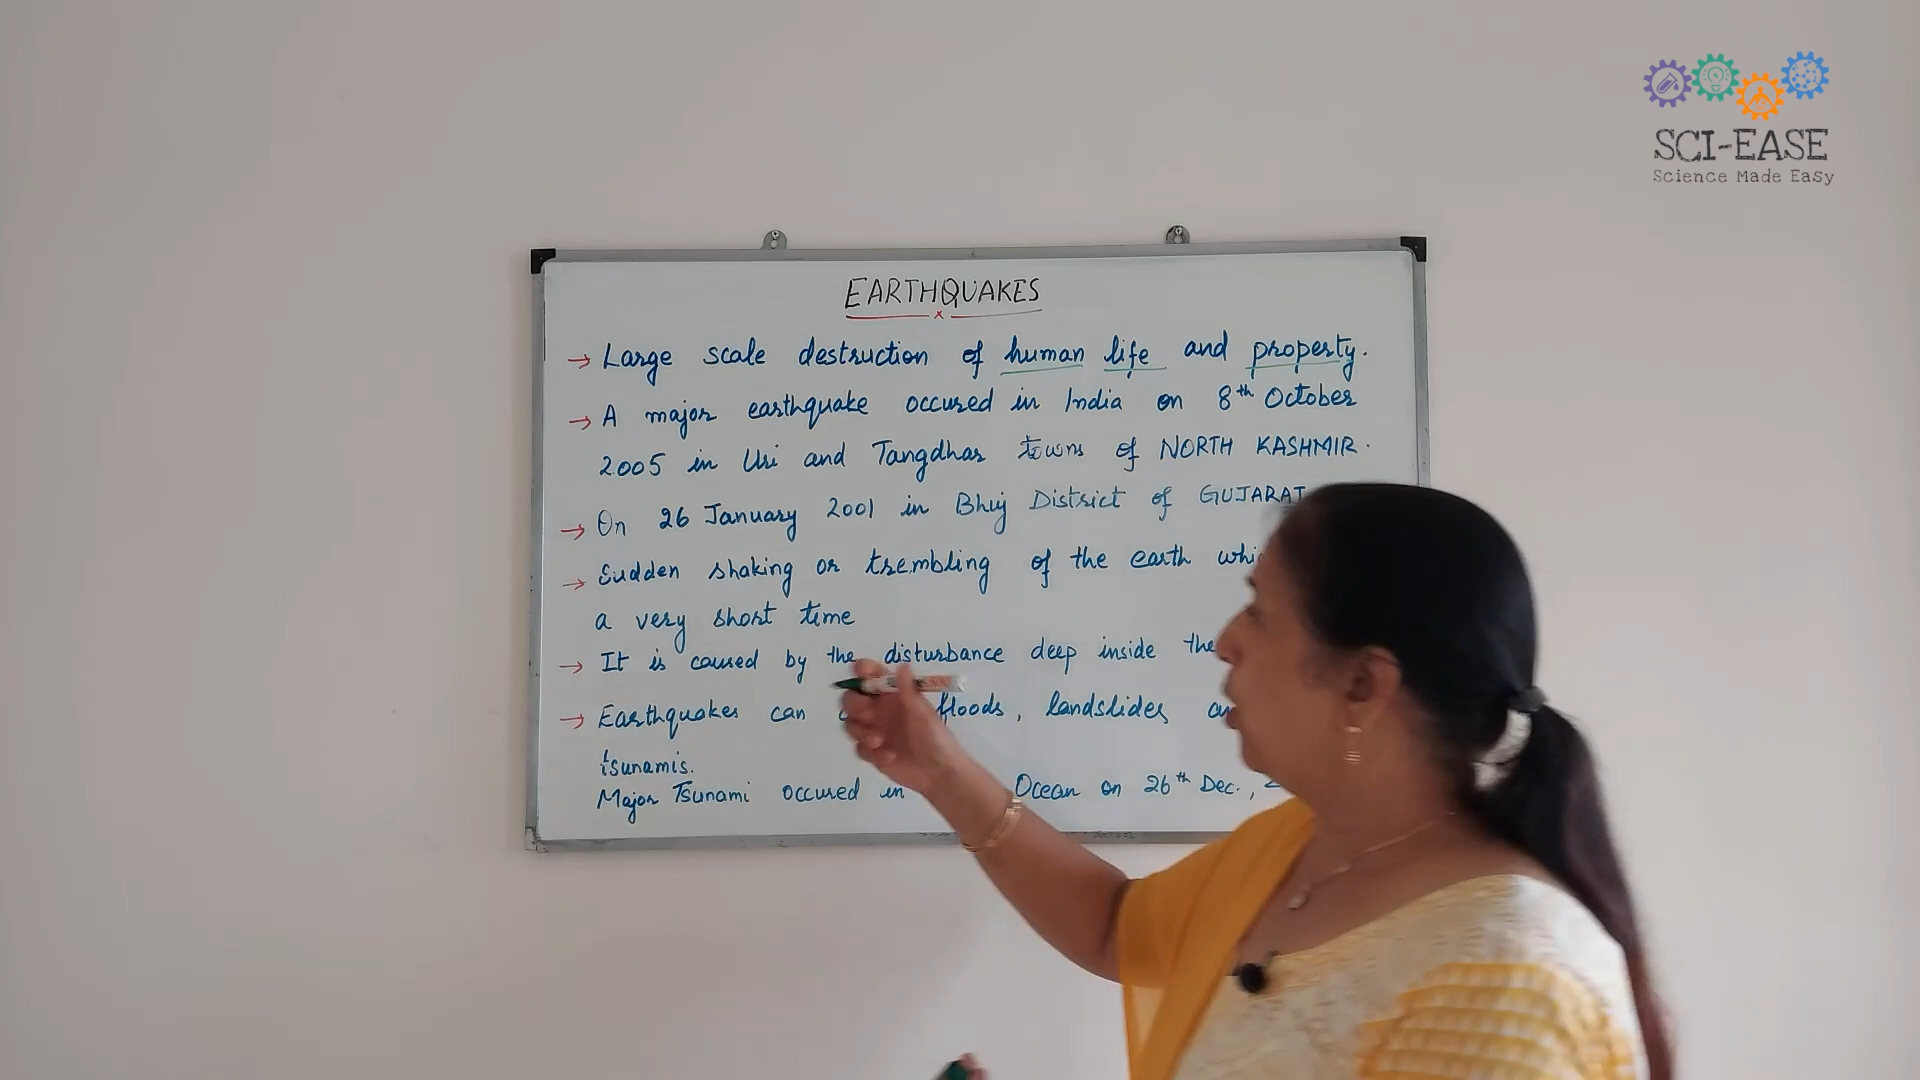 SCI-EASE
Science Made Easy
EARTHQUAKES
→ Large scale destruction of human life and property.
→ A major earthquake occured in India on 8th October
2005 in Uri and Tangdhar towns of NORTH KASHMIR.
→ On 26 January 2001 in Bhuj District of GUJARAT
→ Sudden shaking or trembling of the earth
a very short time
→ It is caused by the disturbance deep inside the
→ Earthquakes can floods, landslides
tsunamis.
Major Tsunami occured in Ocean on 26th Dec.,